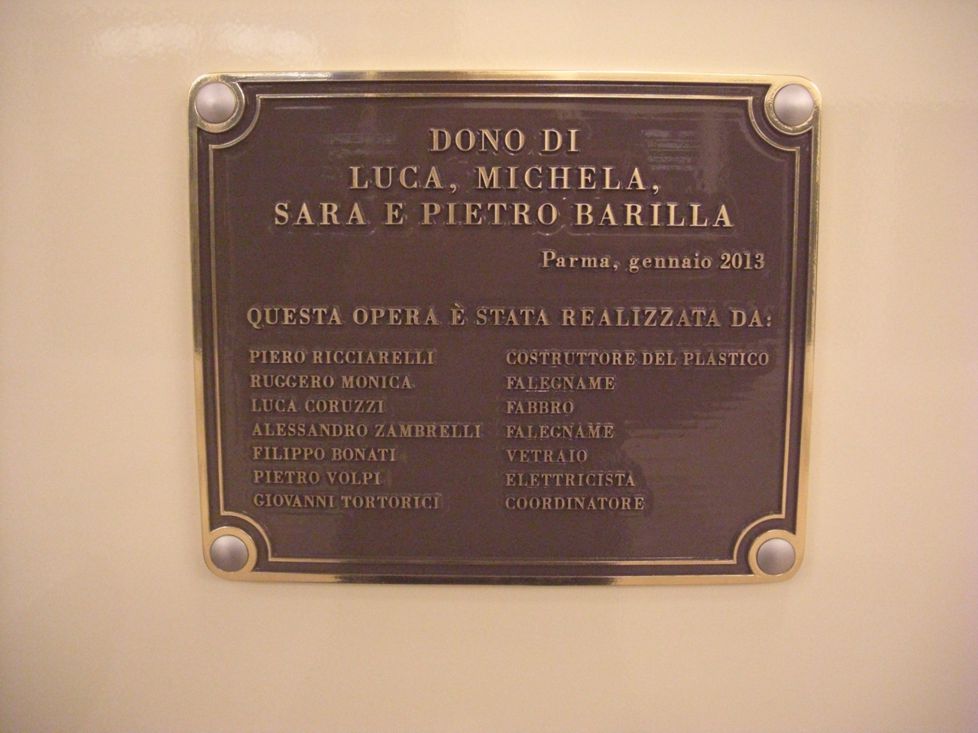 DONO DI
LUCA, MICHELA,
SARA E PIETRO BARILLA
Parma, gennaio 2013
QUESTA OPERA È STATA REALIZZATA DA:
PIERO RICCIARELLI COSTRUTTORE DEL PLASTICO
RUGGERO MONICA FALEGNAME
LUCA CORUZZI FABBRO
ALESSANDRO ZAMBRELLI FALEGNAME
FILIPPO BONATI VETRAIO
PIETRO VOLPI ELETTRICISTA
GIOVANNI TORTORICI COORDINATORE